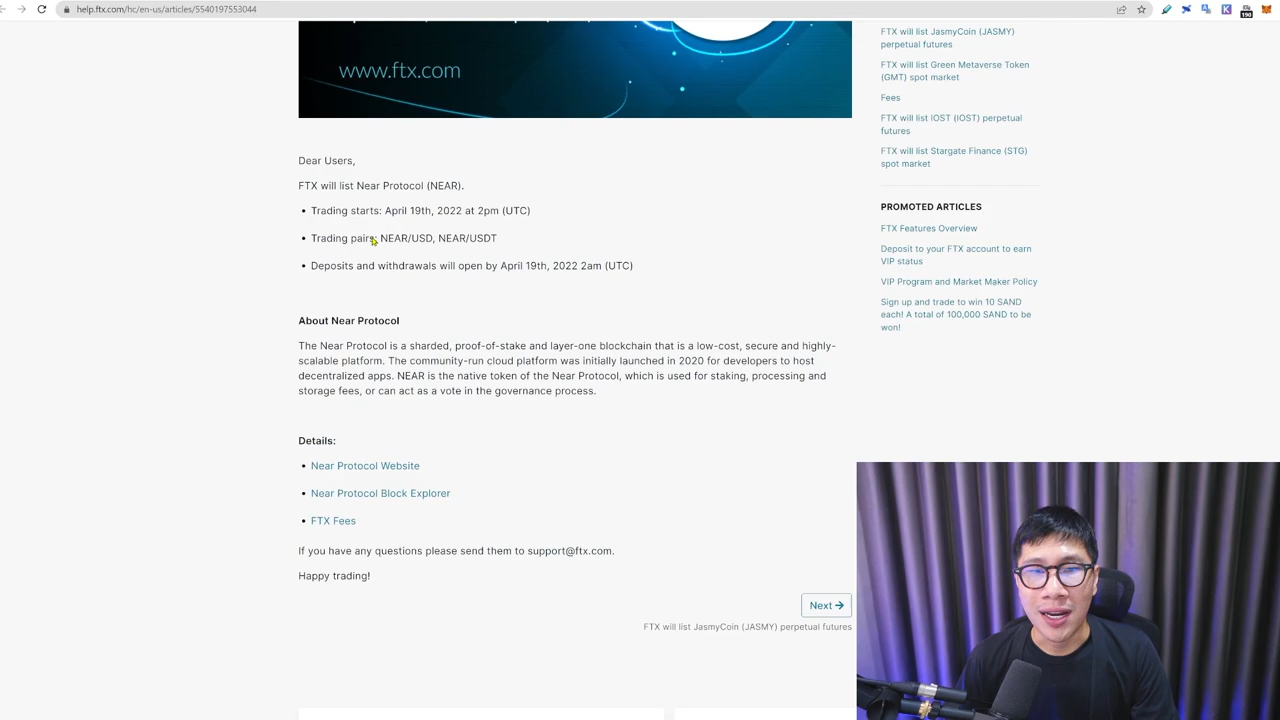 help.ftx.com/hc/en-us/articles/5540197553044
www.ftx.com
Dear Users,
FTX will list Near Protocol (NEAR).
• Trading starts: April 19th, 2022 at 2pm (UTC)
• Trading pairs: NEAR/USD, NEAR/USDT
• Deposits and withdrawals will open by April 19th, 2022 2am (UTC)
About Near Protocol
The Near Protocol is a sharded, proof-of-stake and layer-one blockchain that is a low-cost, secure and highly-
scalable platform. The community-run cloud platform was initially launched in 2020 for developers to host
decentralized apps. NEAR is the native token of the Near Protocol, which is used for staking, processing and
storage fees, or can act as a vote in the governance process.
Details:
• Near Protocol Website
• Near Protocol Block Explorer
• FTX Fees
If you have any questions please send them to support@ftx.com.
Happy trading!
Next →
FTX will list JasmyCoin (JASMY) perpetual futures
FTX will list JasmyCoin (JASMY)
perpetual futures
FTX will list Green Metaverse Token
(GMT) spot market
Fees
FTX will list IOST (IOST) perpetual
futures
FTX will list Stargate Finance (STG)
spot market
PROMOTED ARTICLES
FTX Features Overview
Deposit to your FTX account to earn
VIP status
VIP Program and Market Maker Policy
Sign up and trade to win 10 SAND
each! A total of 100,000 SAND to be
won!